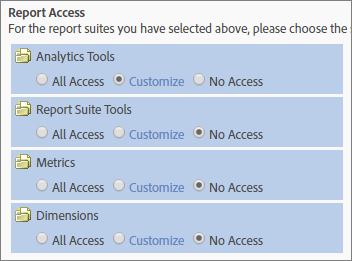 Report Access
For the report suites you have selected above, please choose the
Analytics Tools
All Access Customize No Access
Report Suite Tools
All Access Customize No Access
Metrics
All Access Customize No Access
Dimensions
All Access Customize No Access